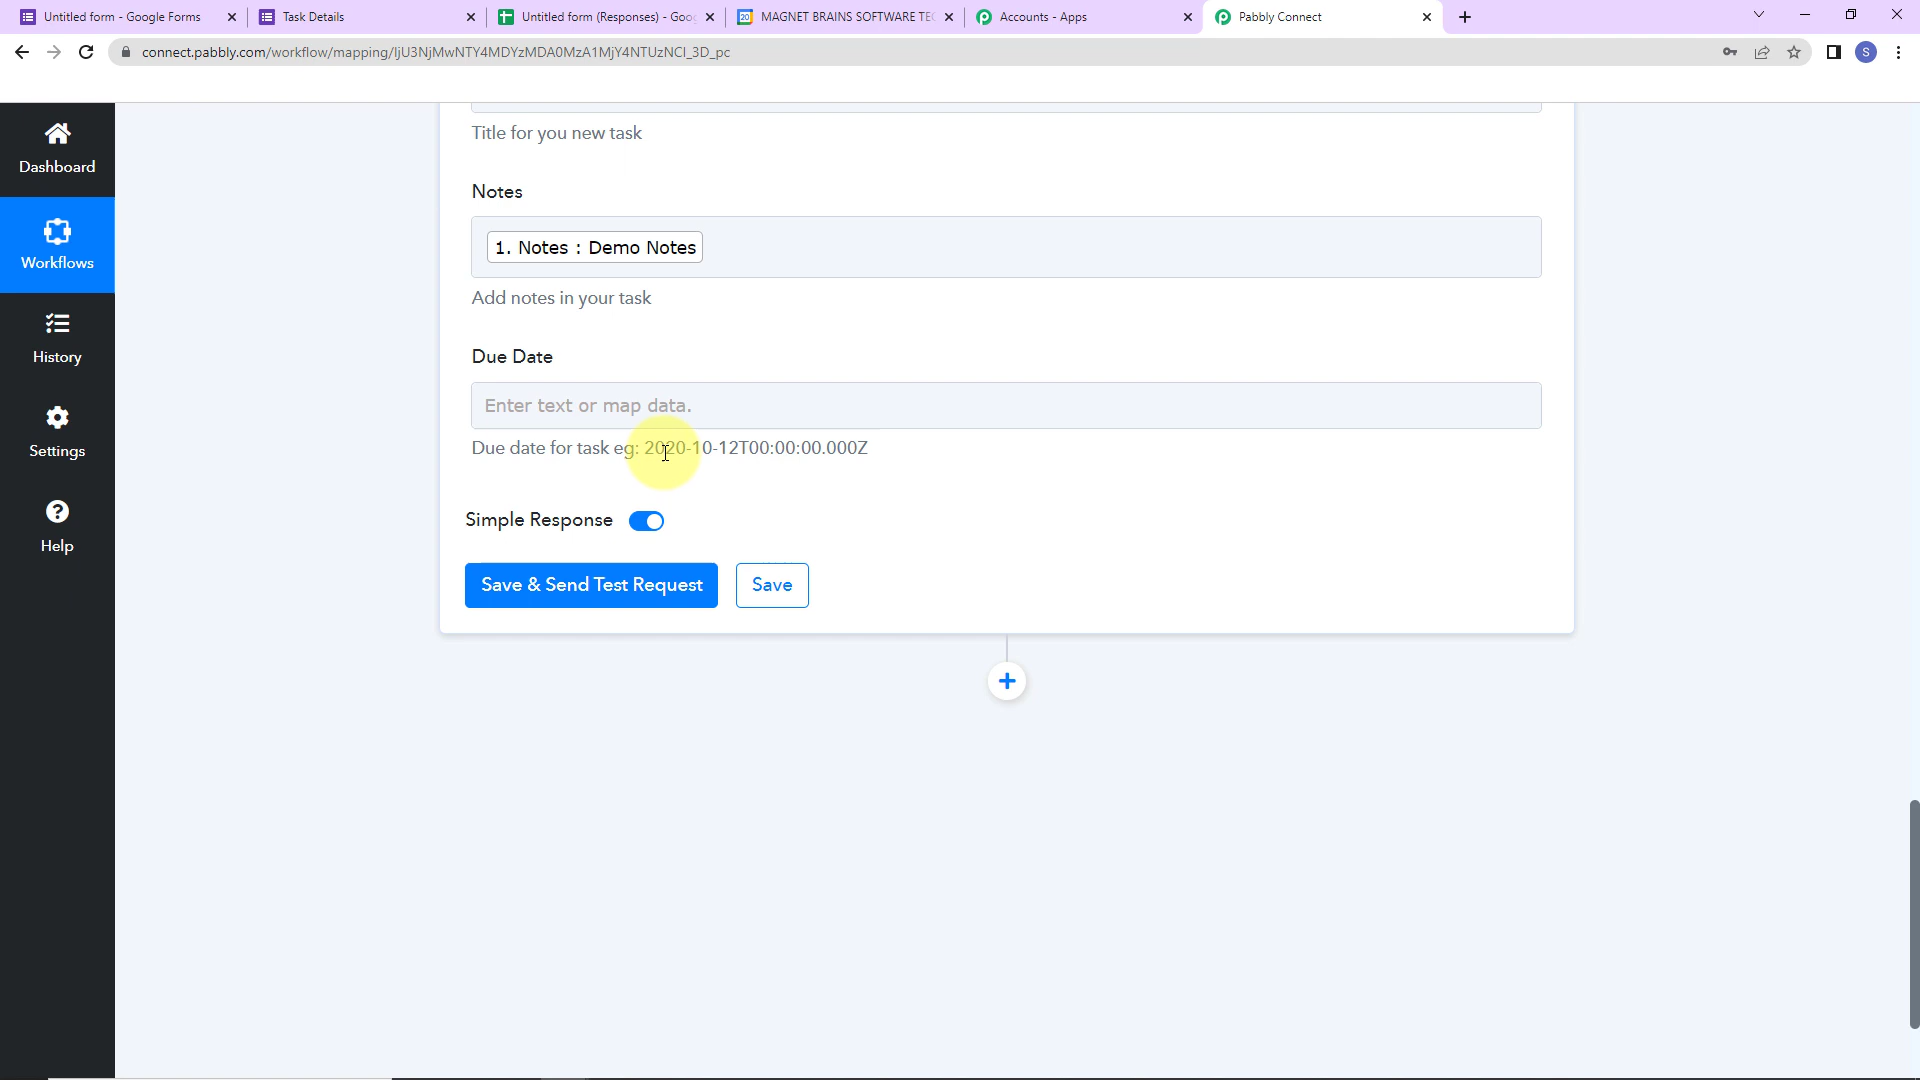 Untitled form - Google Forms
Task Details
Untitled form (Responses) - Goo
MAGNET BRAINS SOFTWARE TEC
Accounts - Apps
Pabbly Connect
connect.pabbly.com/workflow/mapping/IjU3NjMwNTY4MDYzMDA0MzA1MjY4NTUzNCI_3D_pc
S
Dashboard
Workflows
History
Settings
Help
Title for you new task
Notes
1. Notes : Demo Notes
Add notes in your task
Due Date
Enter text or map data.
Due date for task eg: 2020-10-12T00:00:00.000Z
Simple Response
Save & Send Test Request
Save